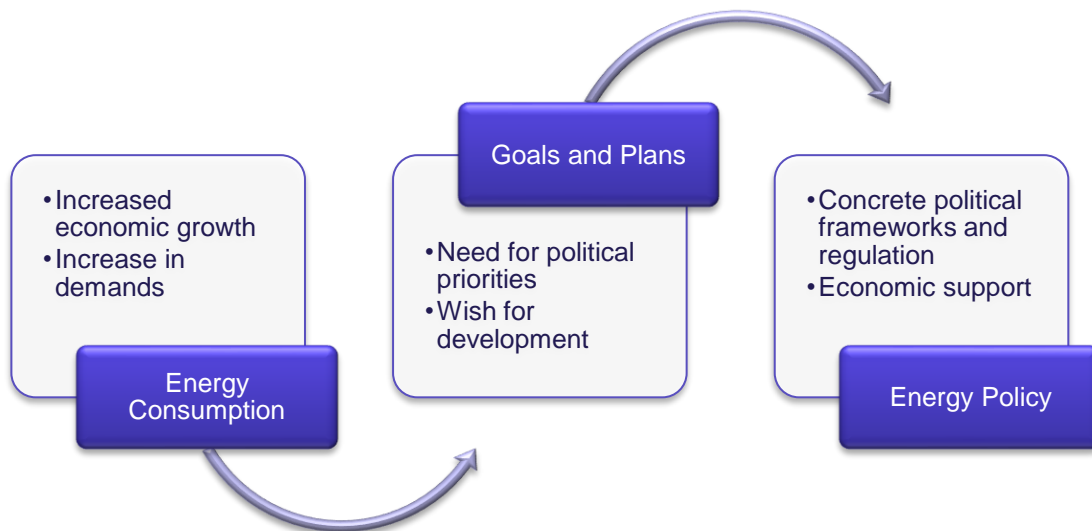 •Increased
economic growth
•Increase in
demands
Energy
Consumption
Goals and Plans
•Need for political
priorities
•Wish for
development
•Concrete political
frameworks and
regulation
•Economic support
Energy Policy